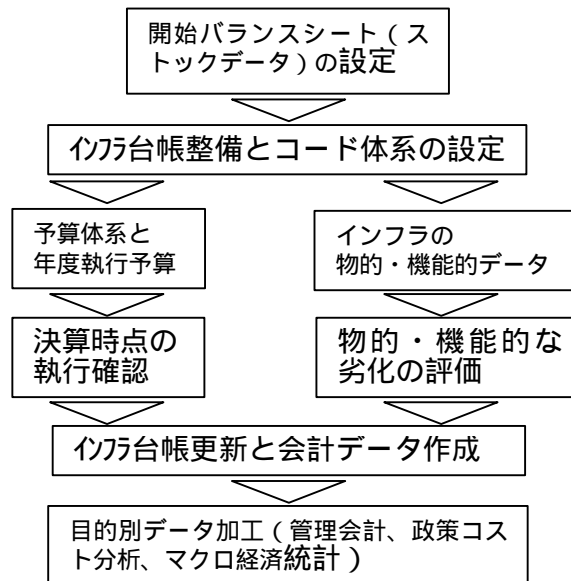 開始バランスシート（ス
トックデータ）の設定
ｲﾝﾌﾗ台帳整備とコード体系の設定
予算体系と
年度執行予算
インフラの
物的・機能的データ
決算時点の
執行確認
物的・機能的な
劣化の評価
ｲﾝﾌﾗ台帳更新と会計データ作成
目的別データ加工（管理会計、政策コス
ト分析、マクロ経済統計）